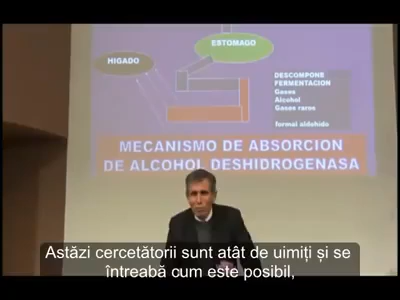 ESTOMAGO
HIGADO
DESCOMPONE
FERMENTACION
Gases
Alcohol
Gases raros
formal aldehido
MECANISMO DE ABSORCION
DE ALCOHOL DESHIDROGENASA
Astăzi cercetătorii sunt atât de uimiți și se
întreabă cum este posibil,